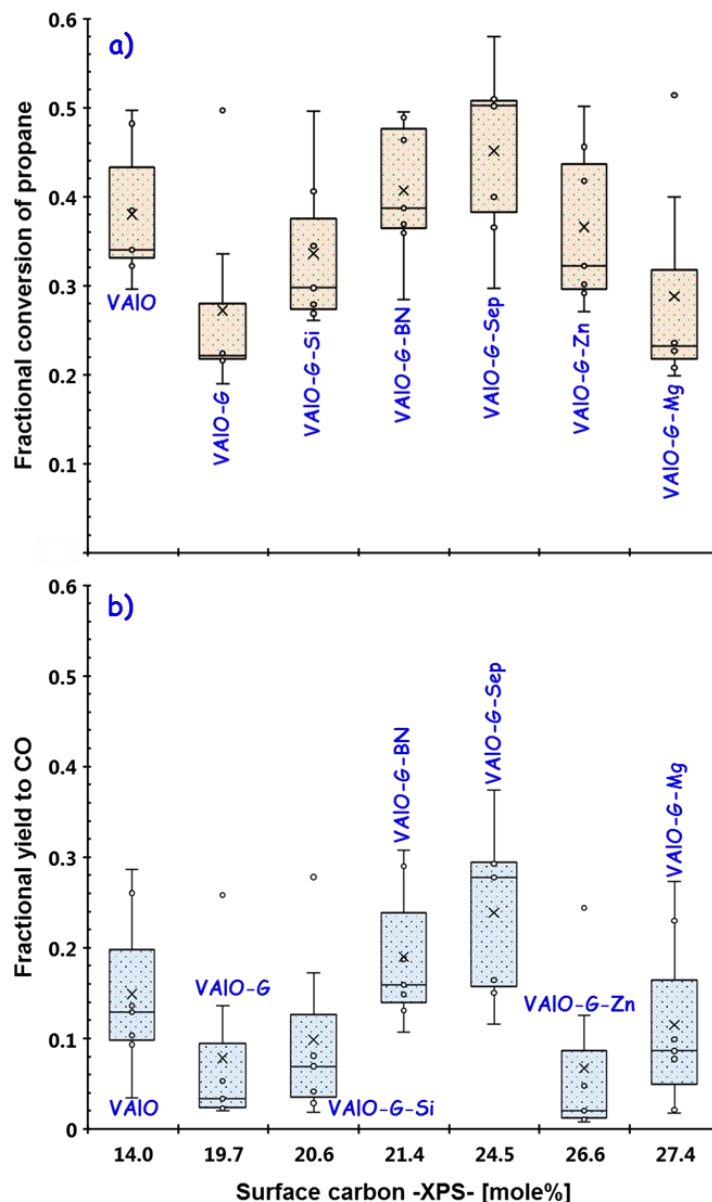 a)
Fractional conversion of propane
0.6
0.5
0.4
0.3
0.2
0.1
VAlO
VAlO-G
VAlO-G-Si
VAlO-G-BN
VAlO-G-Sep
VAlO-G-Zn
VAlO-G-Mg
b)
Fractional yield to CO
0.6
0.5
0.4
0.3
0.2
0.1
0
VAlO
VAlO-G
VAlO-G-Si
VAlO-G-BN
VAlO-G-Sep
VAlO-G-Zn
VAlO-G-Mg
14.0 19.7 20.6 21.4 24.5 26.6 27.4
Surface carbon -XPS- [mole%]